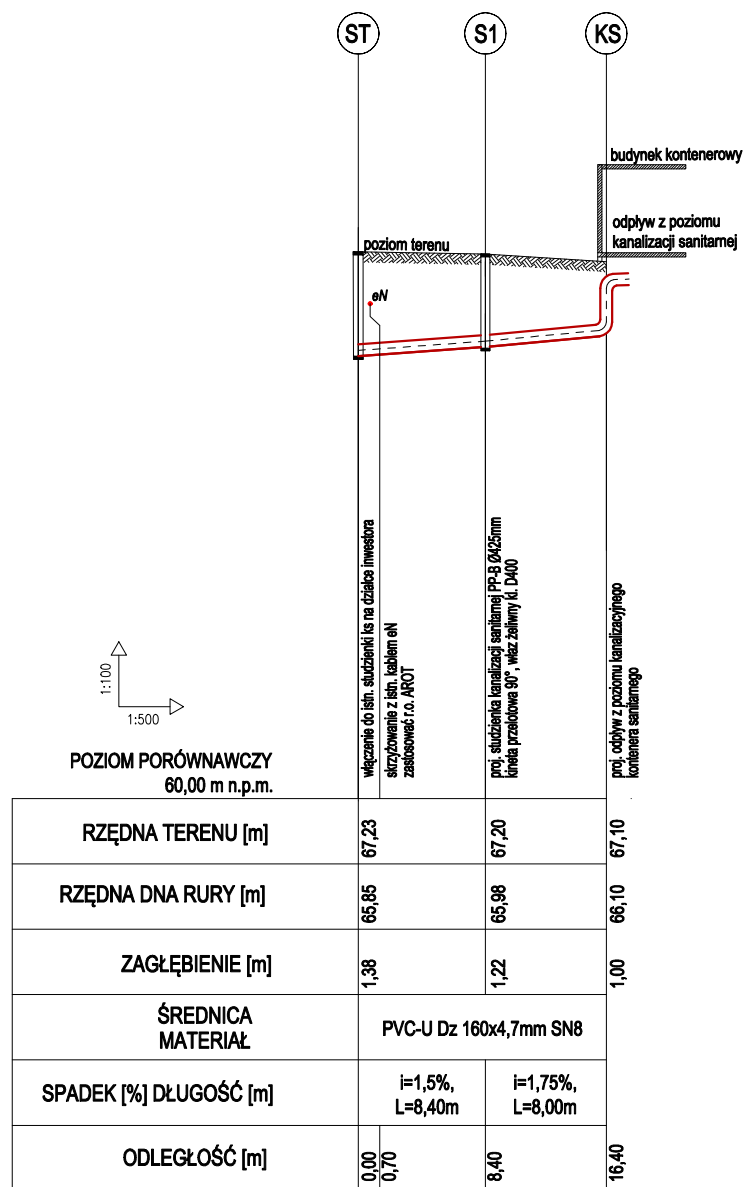 ST
S1
KS
budynek kontenerowy
odpływ z poziomu
kanalizacji sanitarnej
poziom terenu
eN
włączenie do istn. studzienki ks na działce inwestora
skrzyżowanie z istn. kablem eN
zastosować r.o. AROT
proj. studzienka kanalizacji sanitarnej PP-B Ø425mm
kineta przelotowa 90°, właz żeliwny kl. D400
proj. odpływ z poziomu kanalizacyjnego
kontenera sanitarnego
1:100
1:500
POZIOM PORÓWNAWCZY
60,00 m n.p.m.
RZĘDNA TERENU [m]
67,23
67,20
67,10
RZĘDNA DNA RURY [m]
65,85
65,98
66,10
ZAGŁĘBIENIE [m]
1,38
1,22
1,00
ŚREDNICA
MATERIAŁ
PVC-U Dz 160x4,7mm SN8
SPADEK [%] DŁUGOŚĆ [m]
i=1,5%,
L=8,40m
i=1,75%,
L=8,00m
ODLEGŁOŚĆ [m]
0,00
0,70
8,40
16,40